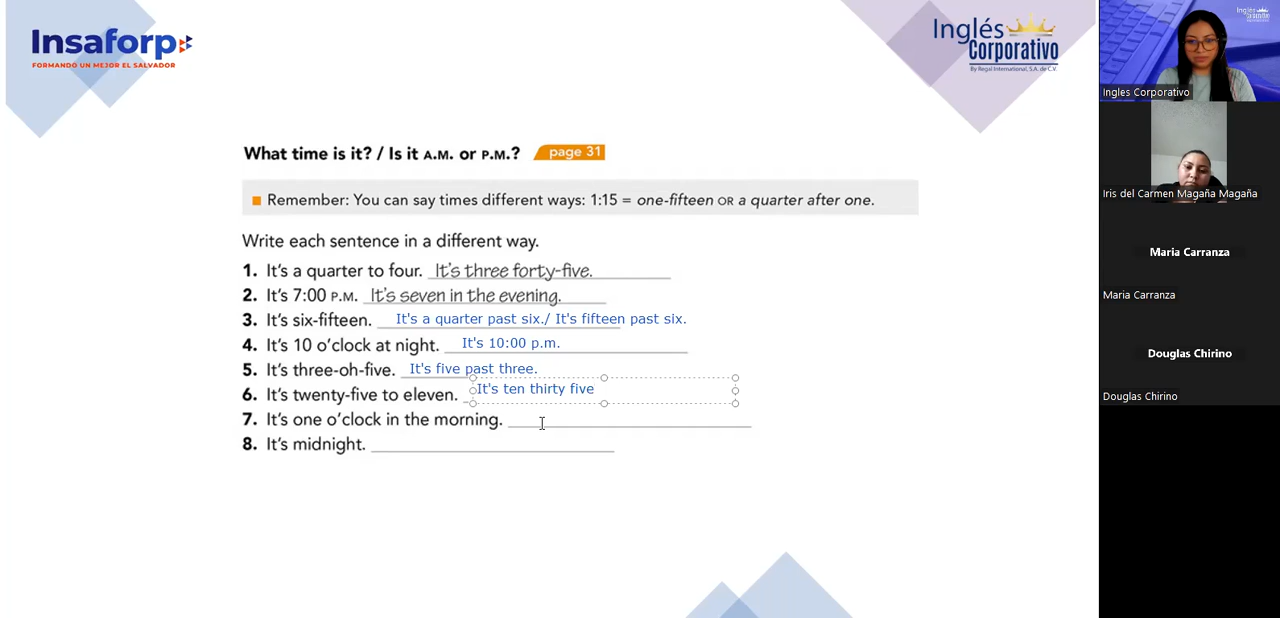 Insaforp
FORMANDO UN MEJOR EL SALVADOR
Inglés
Corporativo
By Regal International, S.A. de C.V.
What time is it? / Is it A.M. or P.M.? page 31
Remember: You can say times different ways: 1:15 = one-fifteen OR a quarter after one.
Write each sentence in a different way.
1. It's a quarter to four. It's three forty-five.
2. It's 7:00 P.M. It's seven in the evening.
3. It's six-fifteen. It's a quarter past six./ It's fifteen past six.
4. It's 10 o'clock at night. It's 10:00 p.m.
5. It's three-oh-five. It's five past three.
6. It's twenty-five to eleven. It's ten thirty five
7. It's one o'clock in the morning.
8. It's midnight.
Inglés
Ingles Corporativo
Iris del Carmen Magaña Magaña
Maria Carranza
Maria Carranza
Douglas Chirino
Douglas Chirino